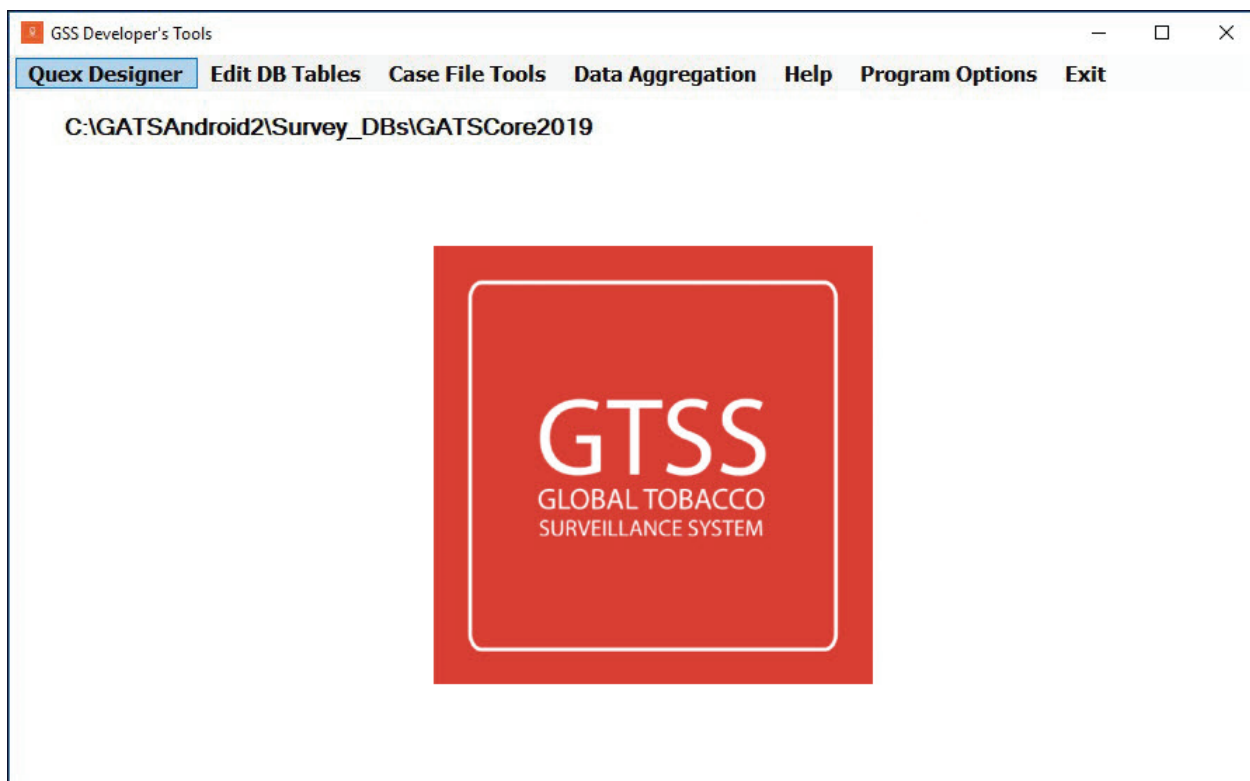 GSS Developer's Tools
Quex Designer Edit DB Tables Case File Tools Data Aggregation Help Program Options Exit
C:\GATSAndroid2\Survey_DBs\GATSCore2019
GTSS
GLOBAL TOBACCO
SURVEILLANCE SYSTEM